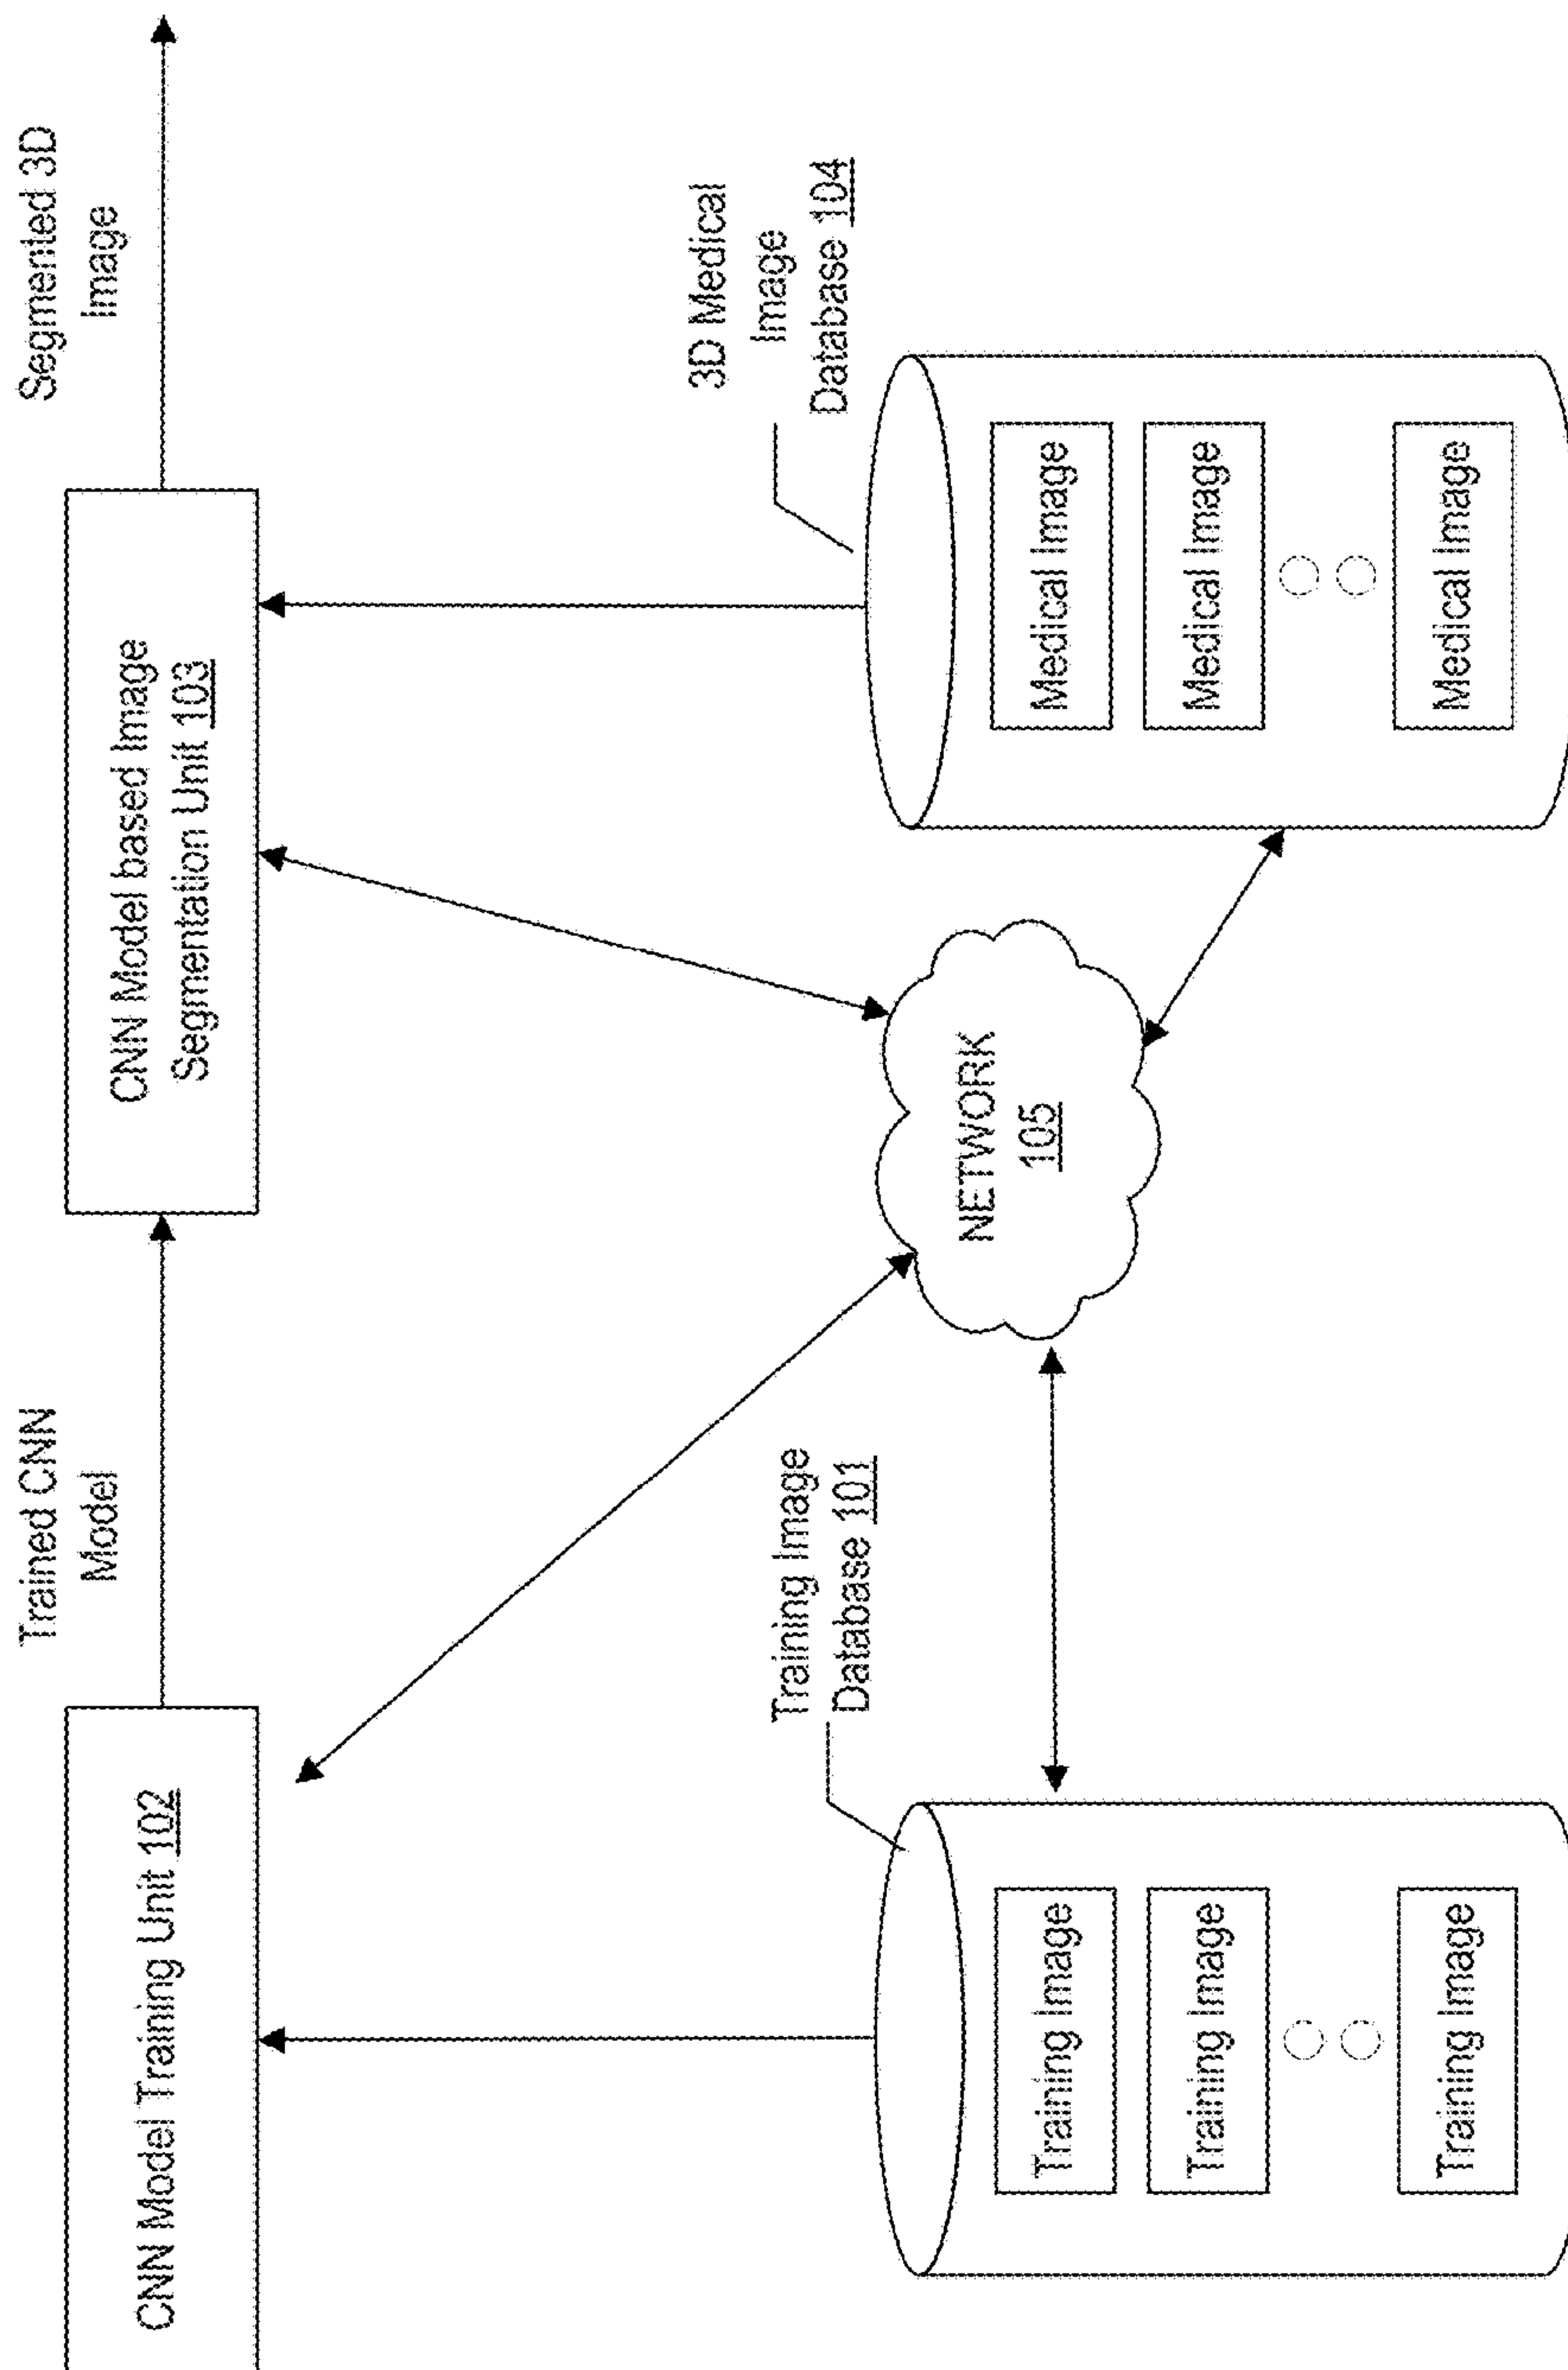 Trained CNN
Model
Segmented 3D
Image
CNN Model Training Unit 102
CNN Model based Image
Segmentation Unit 103
Training Image
Database 101
3D Medical
Image
Database 104
NETWORK
105
Training Image
Training Image
Training Image
Medical Image
Medical Image
Medical Image